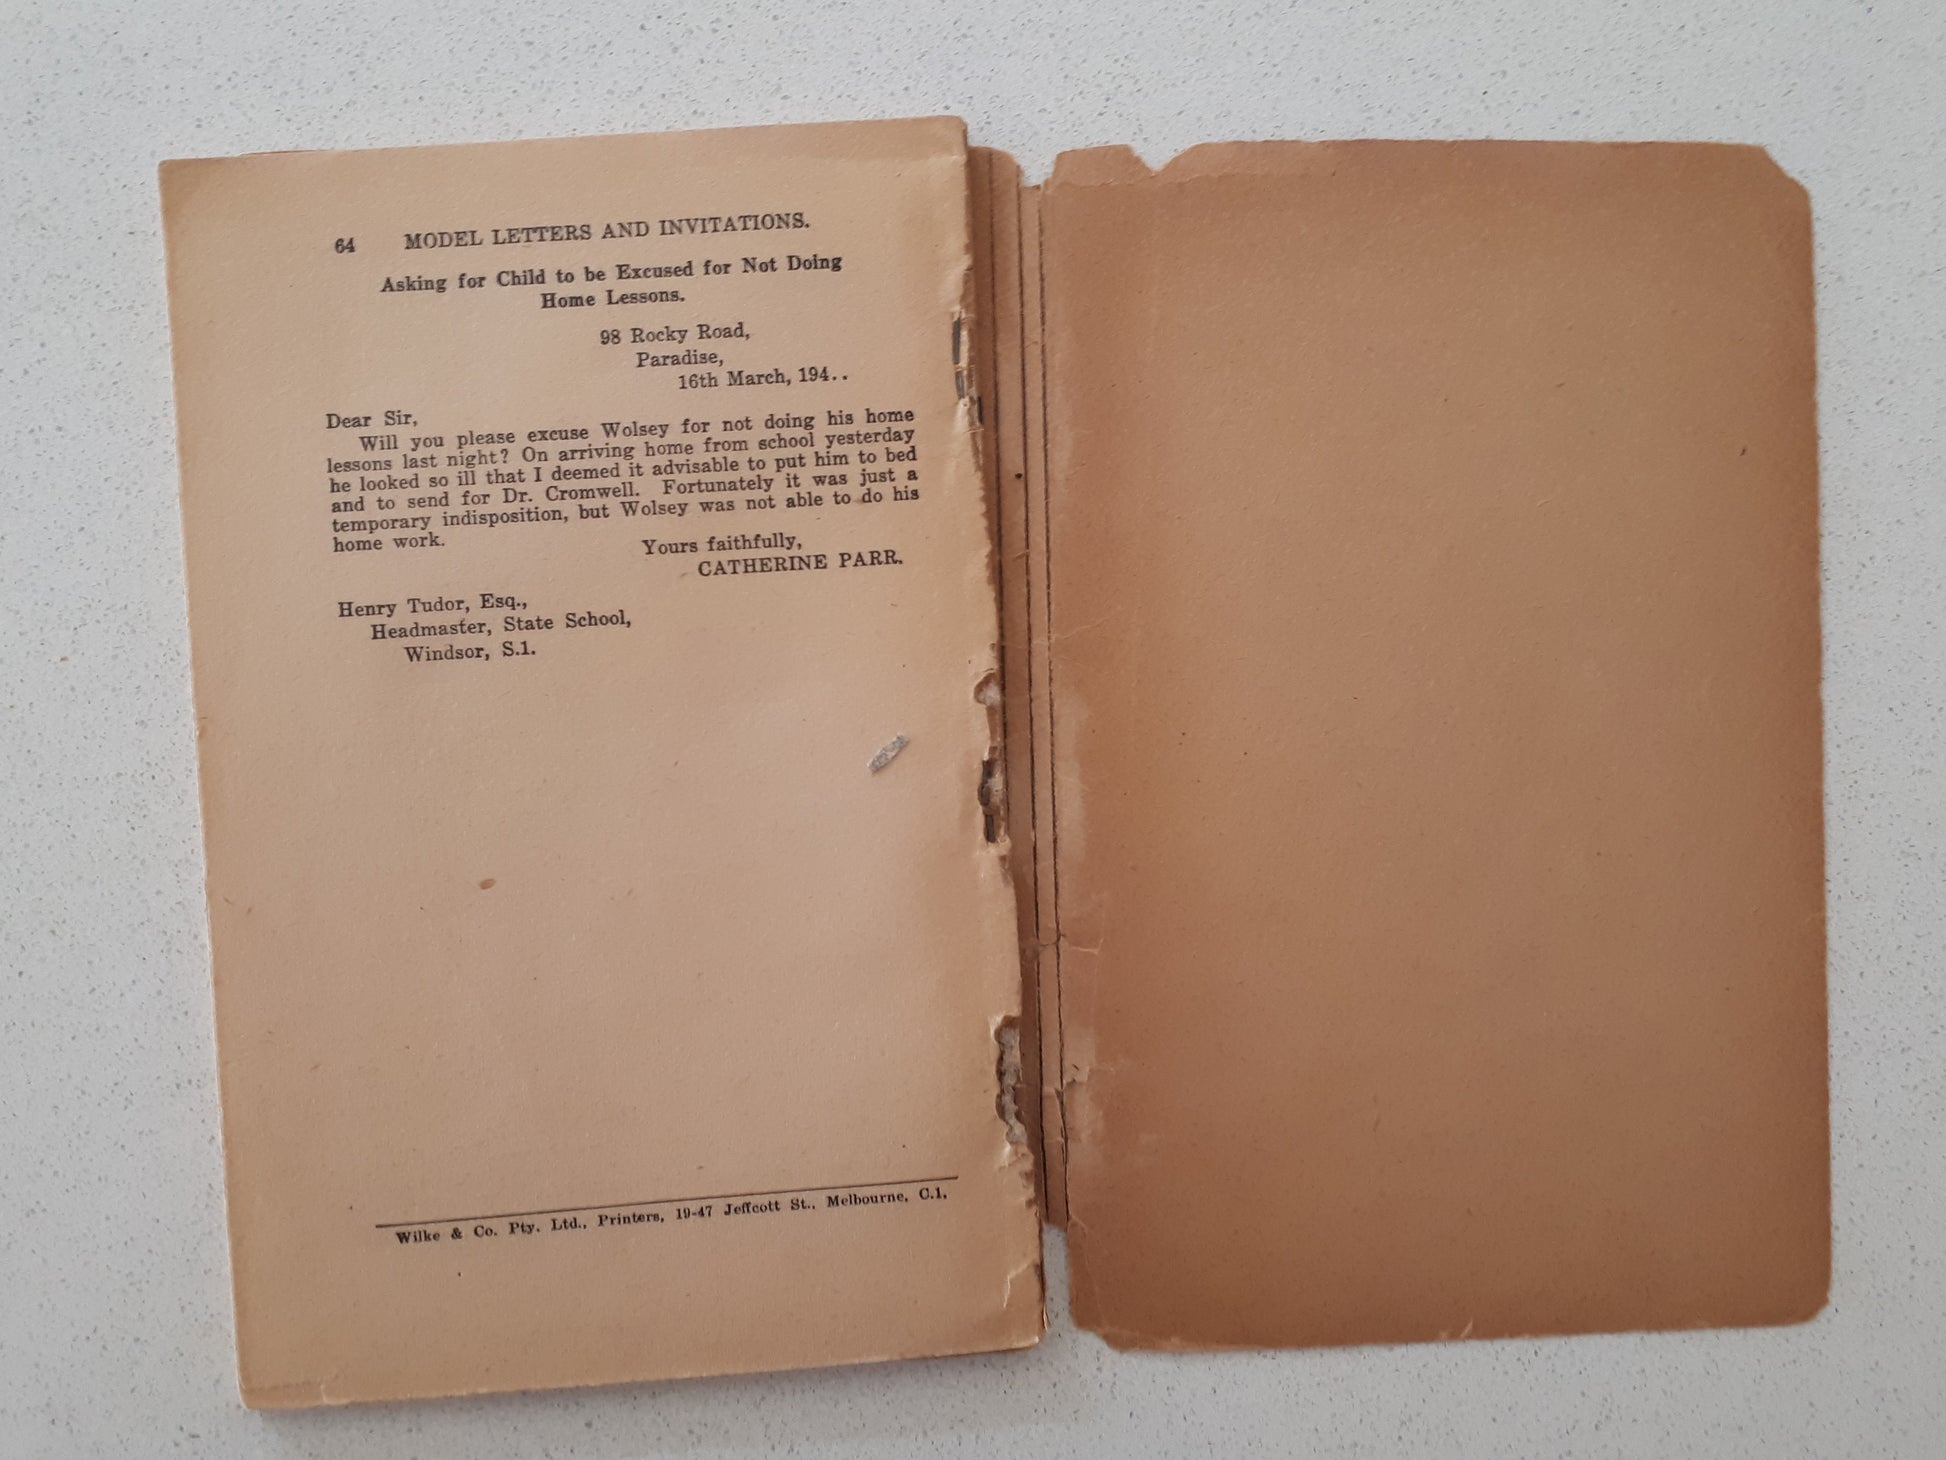 64 MODEL LETTERS AND INVITATIONS.
Asking for Child to be Excused for Not Doing
Home Lessons.
98 Rocky Road,
Paradise,
16th March, 194..
Dear Sir,
Will you please excuse Wolsey for not doing his home
lessons last night? On arriving home from school yesterday
he looked so ill that I deemed it advisable to put him to bed
and to send for Dr. Cromwell. Fortunately it was just a
temporary indisposition, but Wolsey was not able to do his
home work.
Yours faithfully,
CATHERINE PARR.
Henry Tudor, Esq.,
Headmaster, State School,
Windsor, S.1.
Wilke & Co. Pty. Ltd., Printers, 19-47 Jeffcott St., Melbourne, C.1.